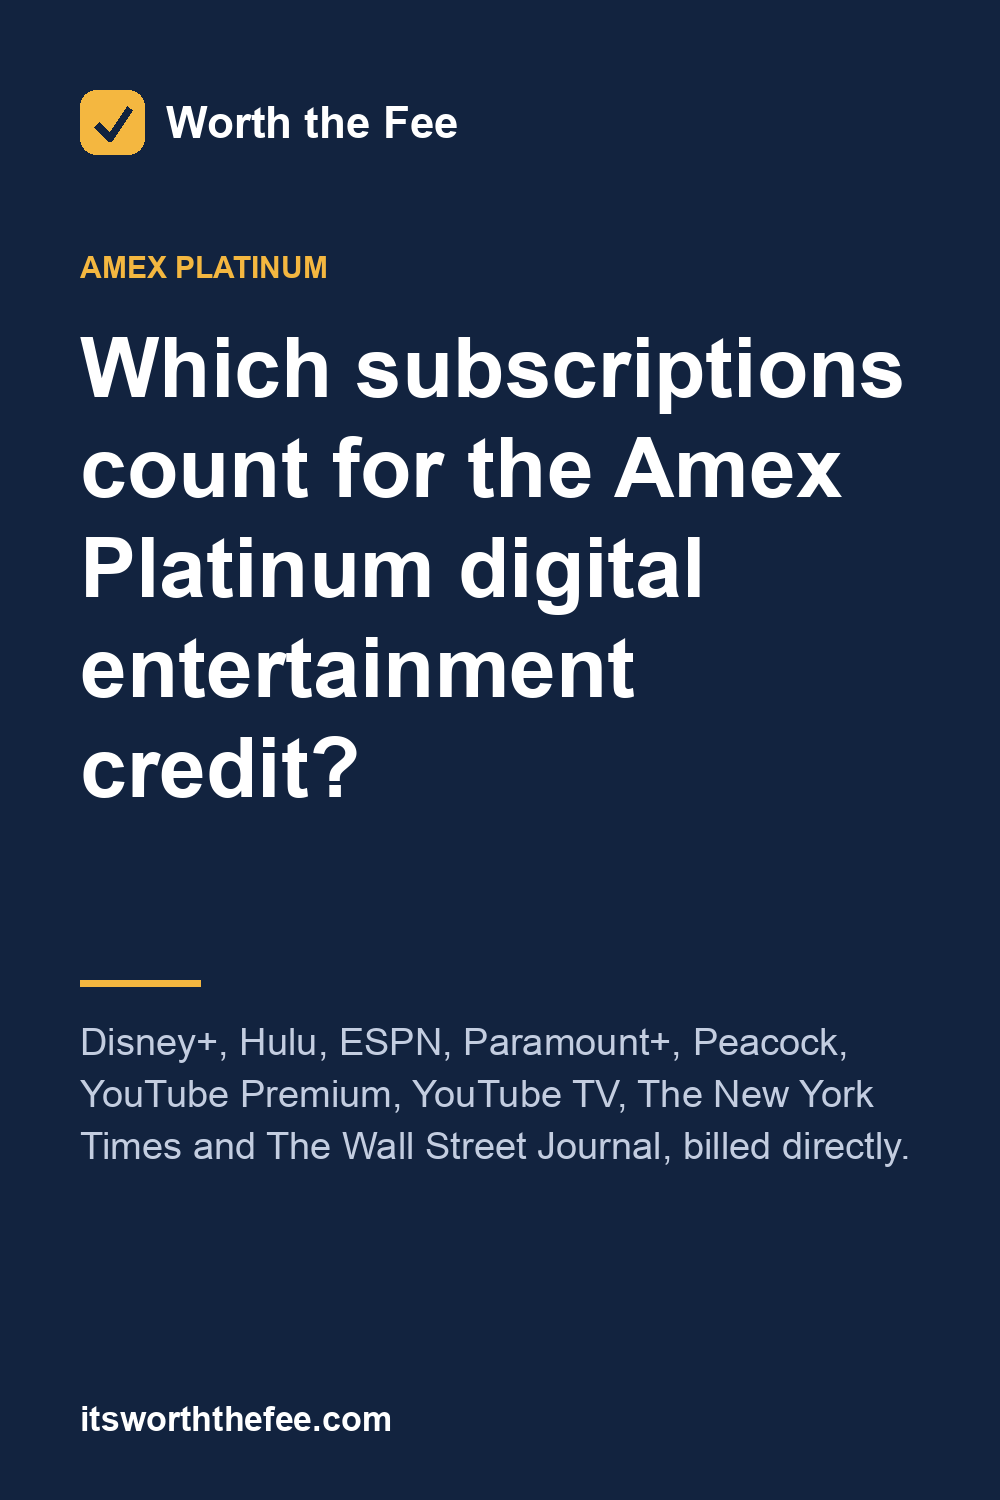 Worth the Fee
AMEX PLATINUM
Which subscriptions
count for the Amex
Platinum digital
entertainment
credit?
Disney+, Hulu, ESPN, Paramount+, Peacock,
YouTube Premium, YouTube TV, The New York
Times and The Wall Street Journal, billed directly.
itsworththefee.com